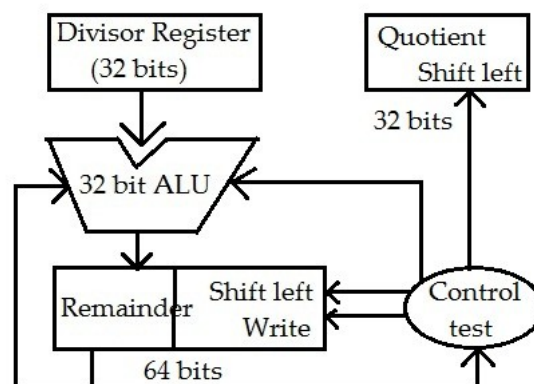 Divisor Register
(32 bits)
Quotient
Shift left
32 bits
32 bit ALU
Remainder
Shift left
Write
Control
test
64 bits